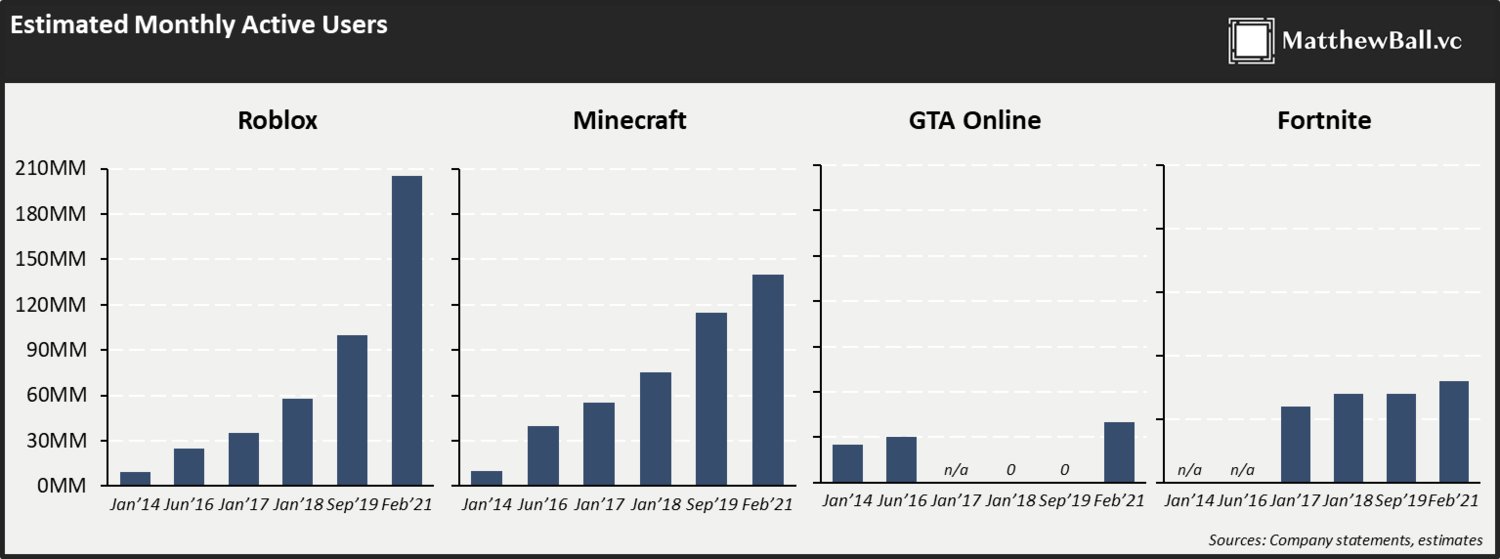 Estimated Monthly Active Users
MatthewBall.vc
Roblox
Minecraft
GTA Online
Fortnite
210MM
180MM
150MM
120MM
90MM
60MM
30MM
0MM
n/a
0
0
n/a
n/a
Jan’14 Jun’16 Jan’17 Jan’18 Sep’19 Feb’21
Jan’14 Jun’16 Jan’17 Jan’18 Sep’19 Feb’21
Jan’14 Jun’16 Jan’17 Jan’18 Sep’19 Feb’21
Jan’14 Jun’16 Jan’17 Jan’18 Sep’19 Feb’21
Sources: Company statements, estimates